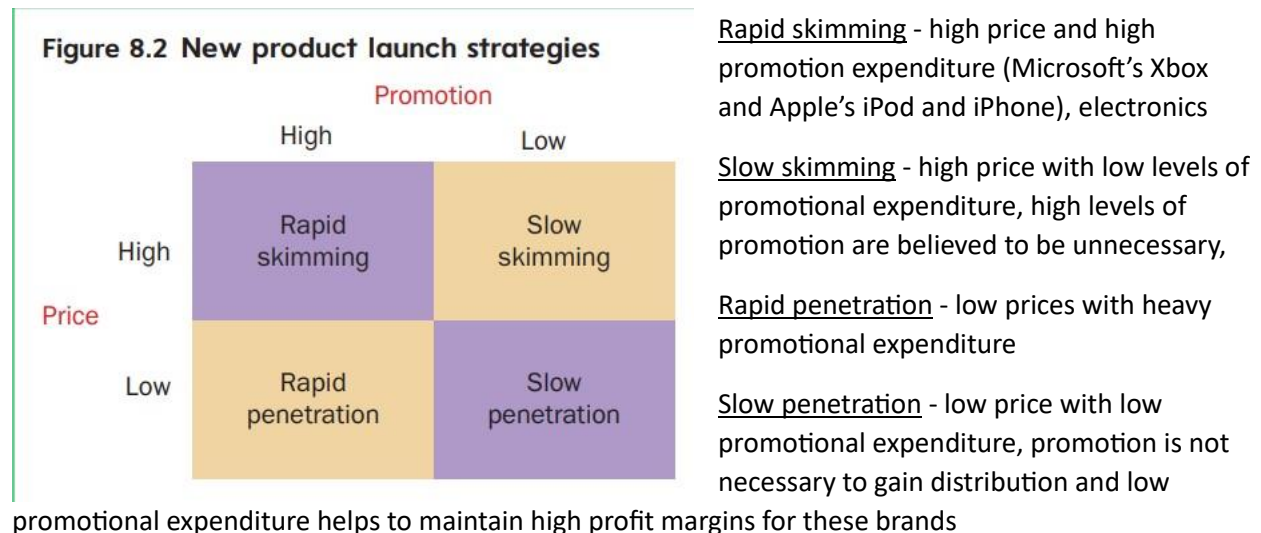 Figure 8.2 New product launch strategies
Promotion
High
Low
High
Rapid
skimming
Slow
skimming
Price
Low
Rapid
penetration
Slow
penetration
Rapid skimming - high price and high
promotion expenditure (Microsoft's Xbox
and Apple's iPod and iPhone), electronics
Slow skimming - high price with low levels of
promotional expenditure, high levels of
promotion are believed to be unnecessary,
Rapid penetration - low prices with heavy
promotional expenditure
Slow penetration - low price with low
promotional expenditure, promotion is not
necessary to gain distribution and low
promotional expenditure helps to maintain high profit margins for these brands